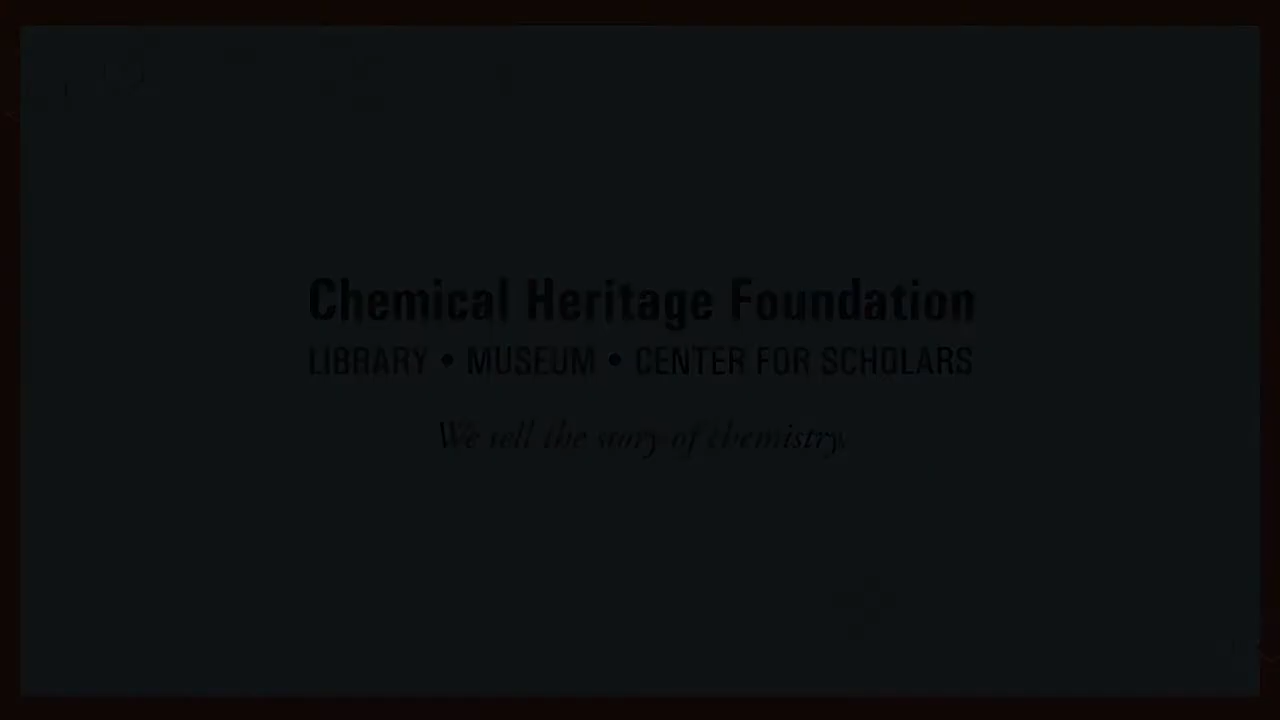 Chemical Heritage Foundation
LIBRARY • MUSEUM • CENTER FOR SCHOLARS
We tell the story of chemistry.